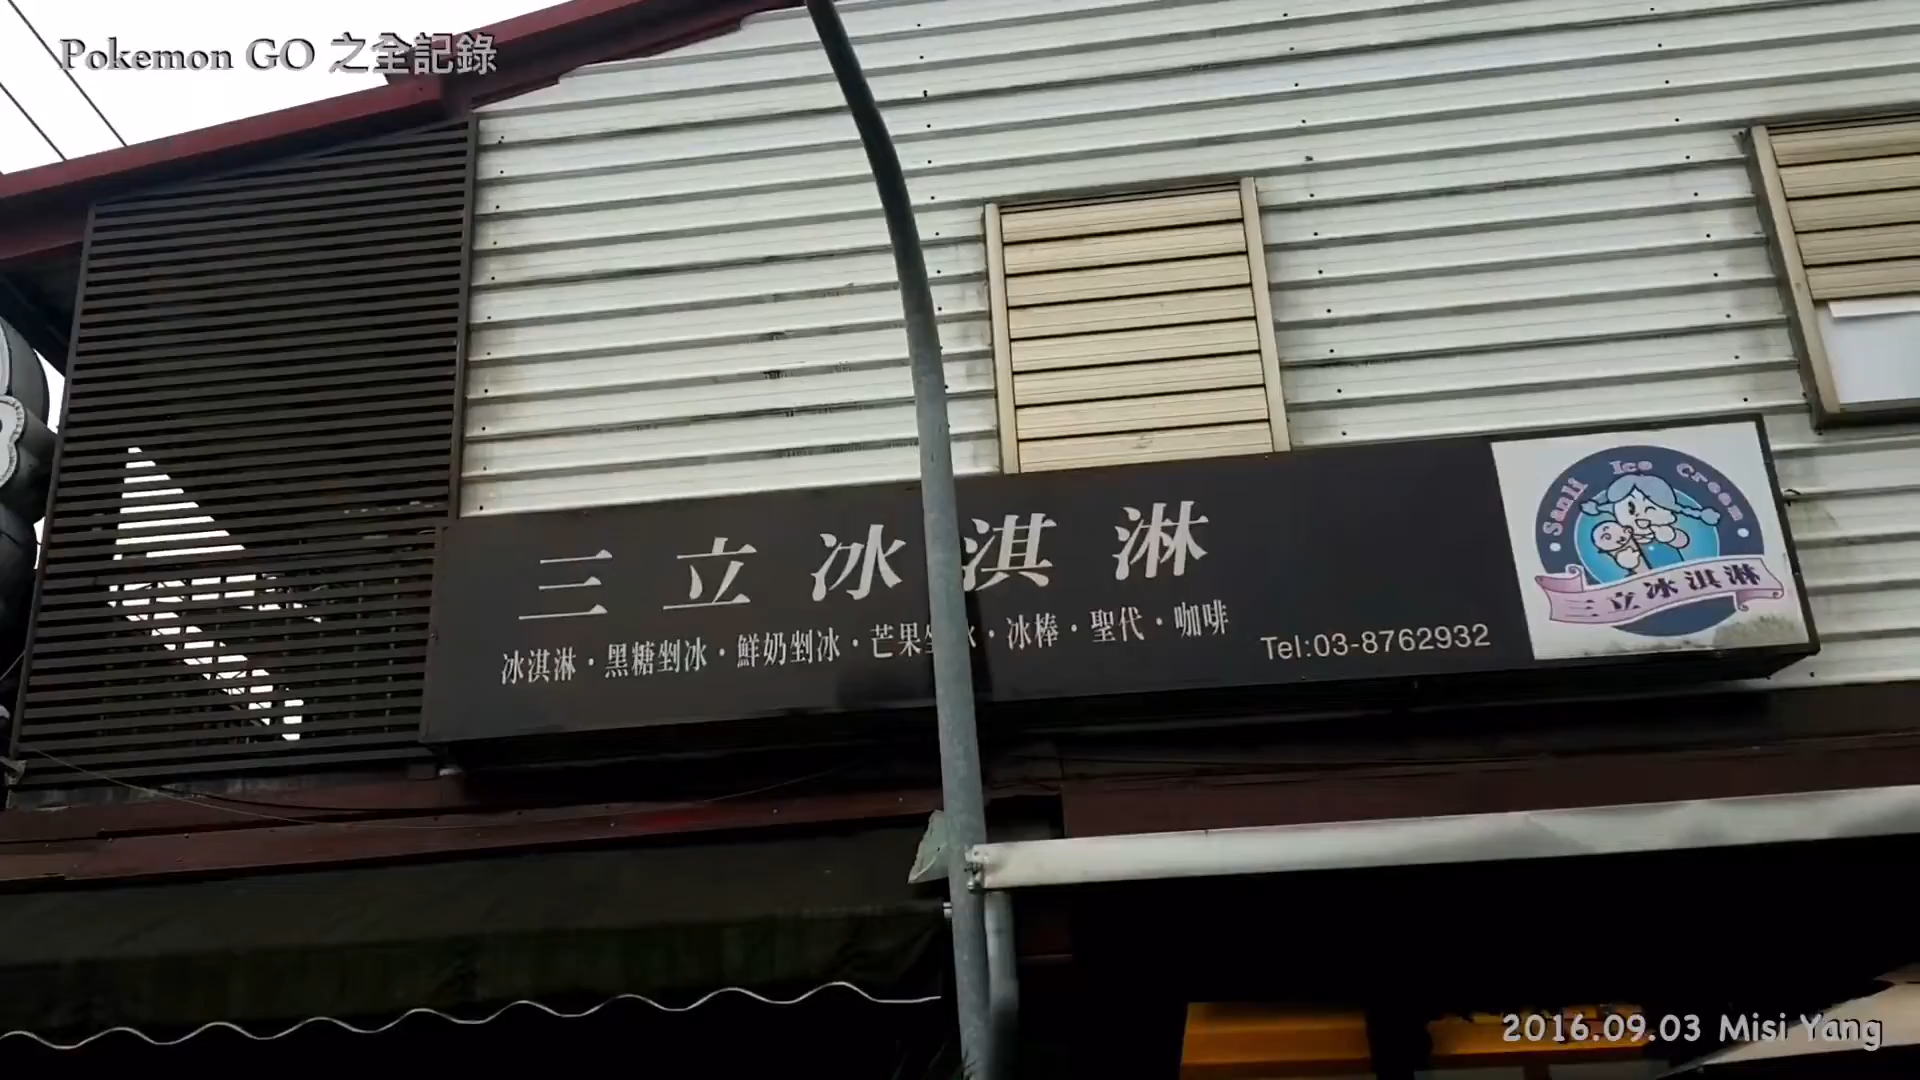 Pokemon GO 之全記錄
三立冰淇淋
冰淇淋・黑糖剉冰・鮮奶剉冰・芒果剉冰・冰棒・聖代・咖啡
Tel:03-8762932
Sanli Ice Cream
三立冰淇淋
2016.09.03 Misi Yang